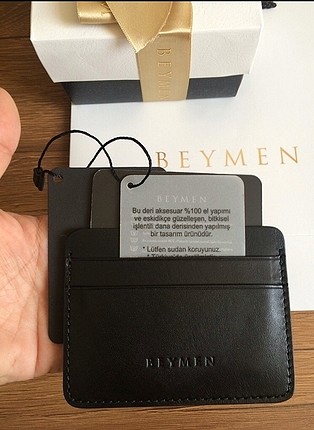 BEYMEN
BEYMEN
BEYMEN
Bu deri aksesuar %100 el yapımı
ve eskidikçe güzelleşen, bitkisel
işlentili dana derisinden yapılmış
bir tasarım ürünüdür.
* Lütfen sudan koruyunuz.
BEYMEN